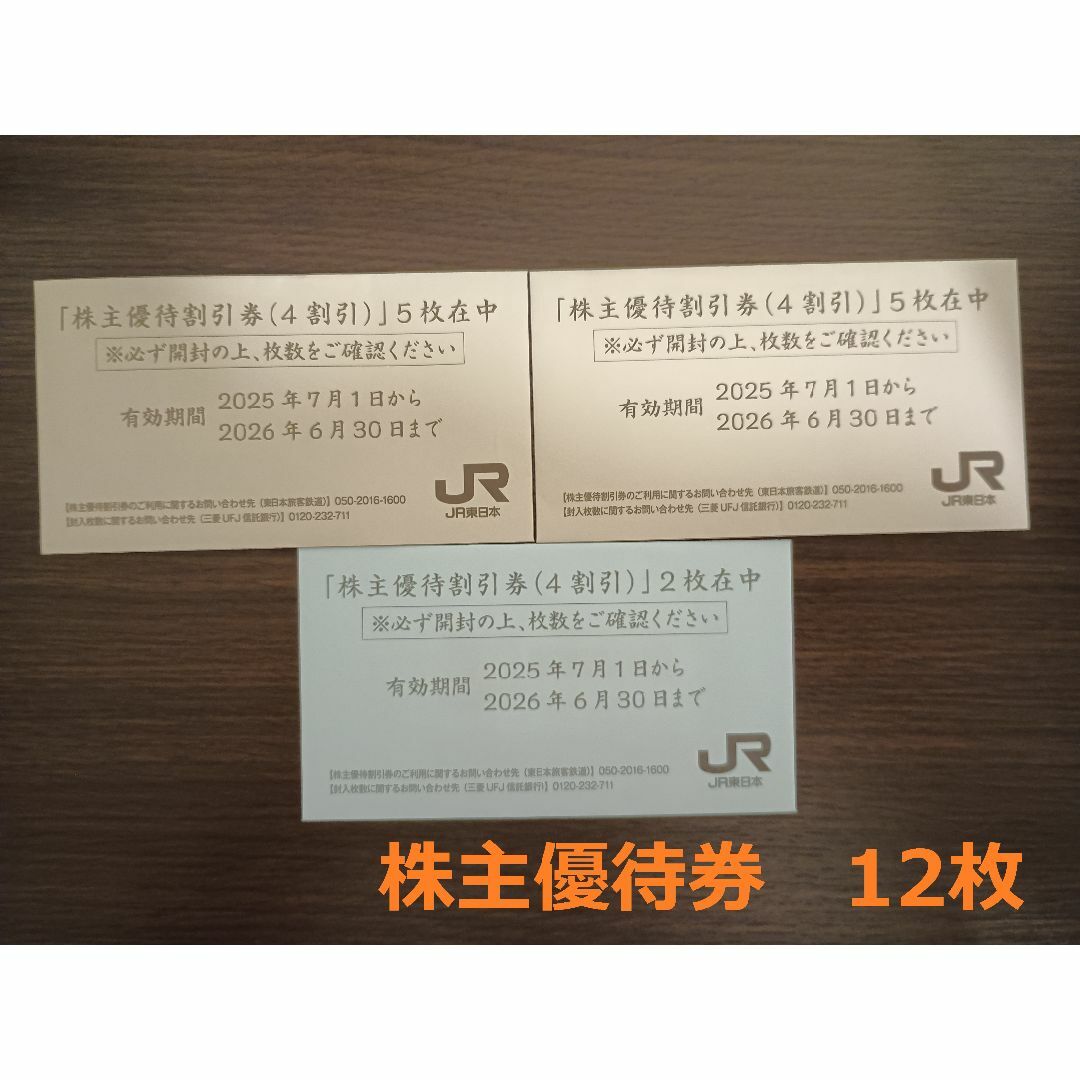 「株主優待割引券(4割引)」5枚在中
※必ず開封の上、枚数をご確認ください
有効期間 2025年7月1日から
2026年6月30日まで
【株主優待割引券のご利用に関するお問い合わせ先(東日本旅客鉄道)】050-2016-1600
【封入枚数に関するお問い合わせ先(三菱UFJ信託銀行)】0120-232-711
JR
JR東日本
「株主優待割引券(4割引)」5枚在中
※必ず開封の上、枚数をご確認ください
有効期間 2025年7月1日から
2026年6月30日まで
【株主優待割引券のご利用に関するお問い合わせ先(東日本旅客鉄道)】050-2016-1600
【封入枚数に関するお問い合わせ先(三菱UFJ信託銀行)】0120-232-711
JR
JR東日本
「株主優待割引券(4割引)」2枚在中
※必ず開封の上、枚数をご確認ください
有効期間 2025年7月1日から
2026年6月30日まで
【株主優待割引券のご利用に関するお問い合わせ先(東日本旅客鉄道)】050-2016-1600
【封入枚数に関するお問い合わせ先(三菱UFJ信託銀行)】0120-232-711
JR
JR東日本
株主優待券 12枚